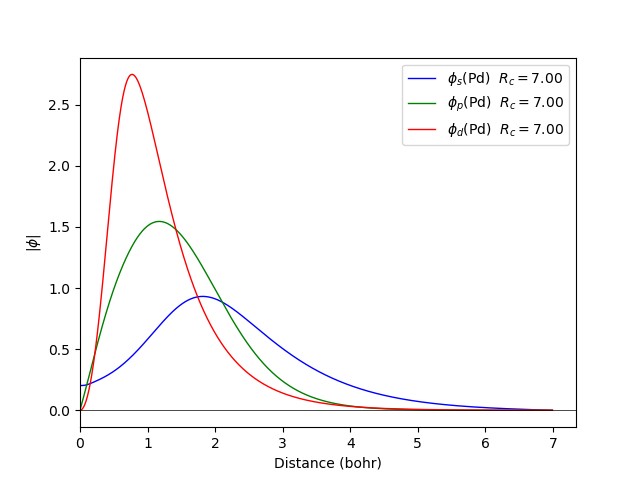 ϕs(Pd) Rc = 7.00
ϕp(Pd) Rc = 7.00
ϕd(Pd) Rc = 7.00
|ϕ|
2.5
2.0
1.5
1.0
0.5
0.0
0 1 2 3 4 5 6 7
Distance (bohr)